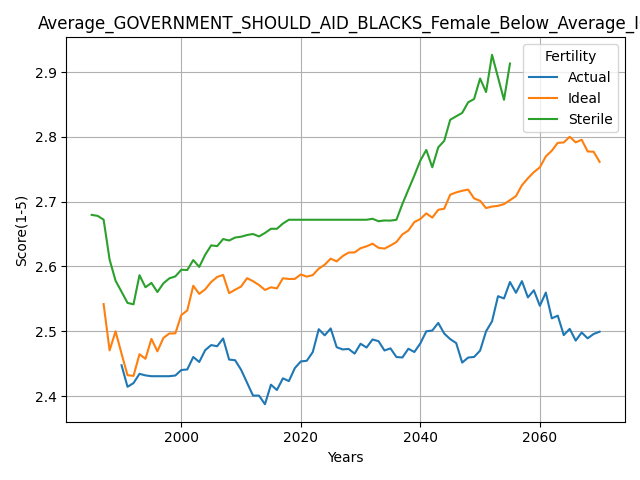 Average_GOVERNMENT_SHOULD_AID_BLACKS_Female_Below_Average_I
Fertility
Actual
Ideal
Sterile
Score(1-5)
2.9
2.8
2.7
2.6
2.5
2.4
2000
2020
2040
2060
Years